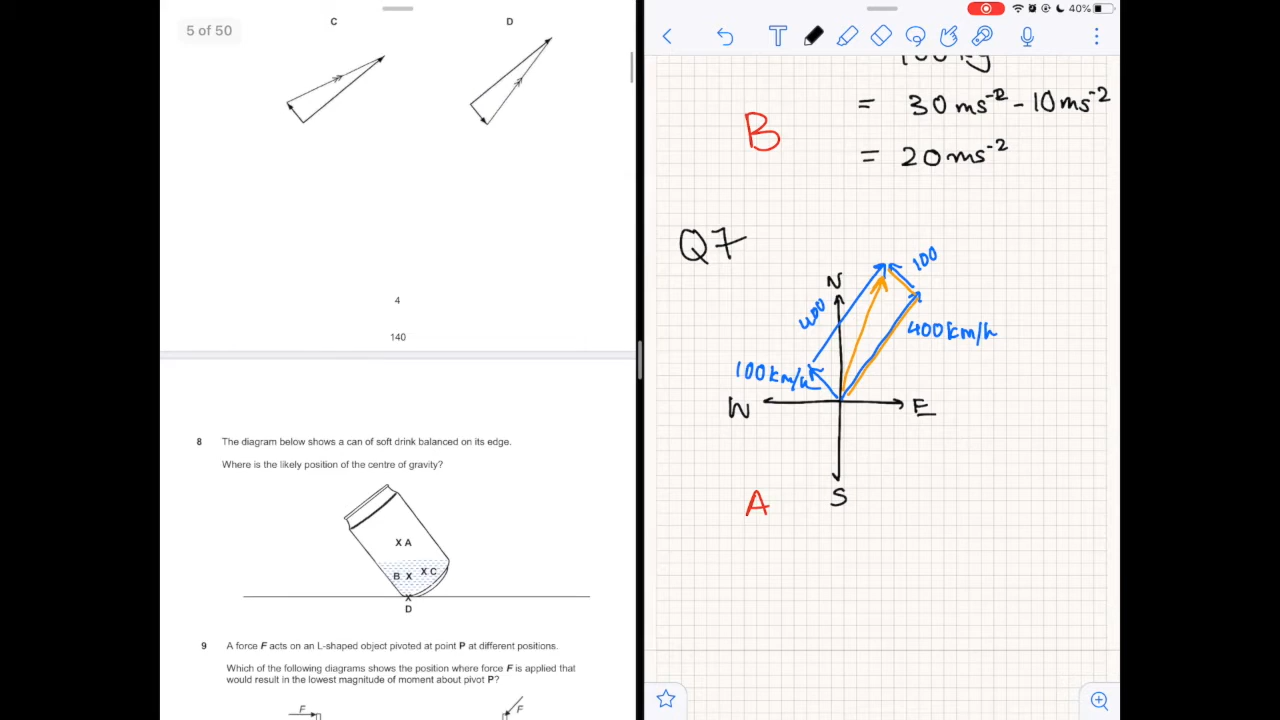 5 of 50
C
D
4
140
8 The diagram below shows a can of soft drink balanced on its edge.
Where is the likely position of the centre of gravity?
X A
B X
X C
X
D
9 A force F acts on an L-shaped object pivoted at point P at different positions.
Which of the following diagrams shows the position where force F is applied that
would result in the lowest magnitude of moment about pivot P?
F
F
40%
T
100 kg
= 30 ms⁻² - 10 ms⁻²
B
= 20 ms⁻²
Q7
N
100
400
400 km/h
100 km/h
W
E
A
S